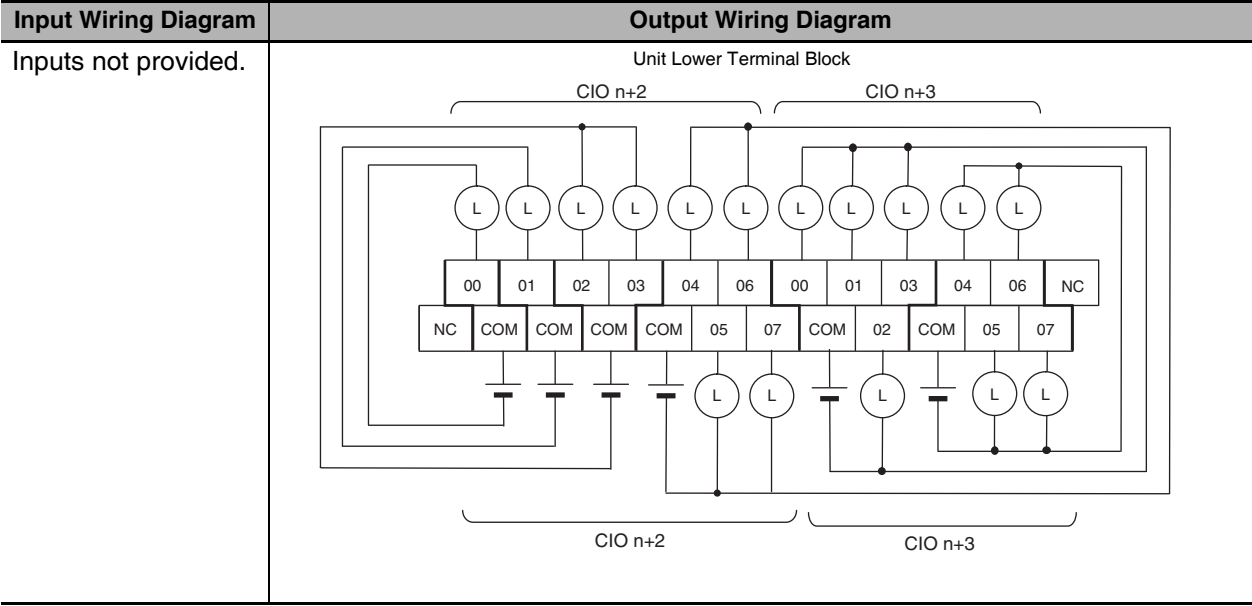 Input Wiring Diagram Output Wiring Diagram
Inputs not provided.
Unit Lower Terminal Block
CIO n+2 CIO n+3
L L L L L L L L L L L
00 01 02 03 04 06 00 01 03 04 06 NC
NC COM COM COM COM 05 07 COM 02 COM 05 07
L L L L L
CIO n+2 CIO n+3